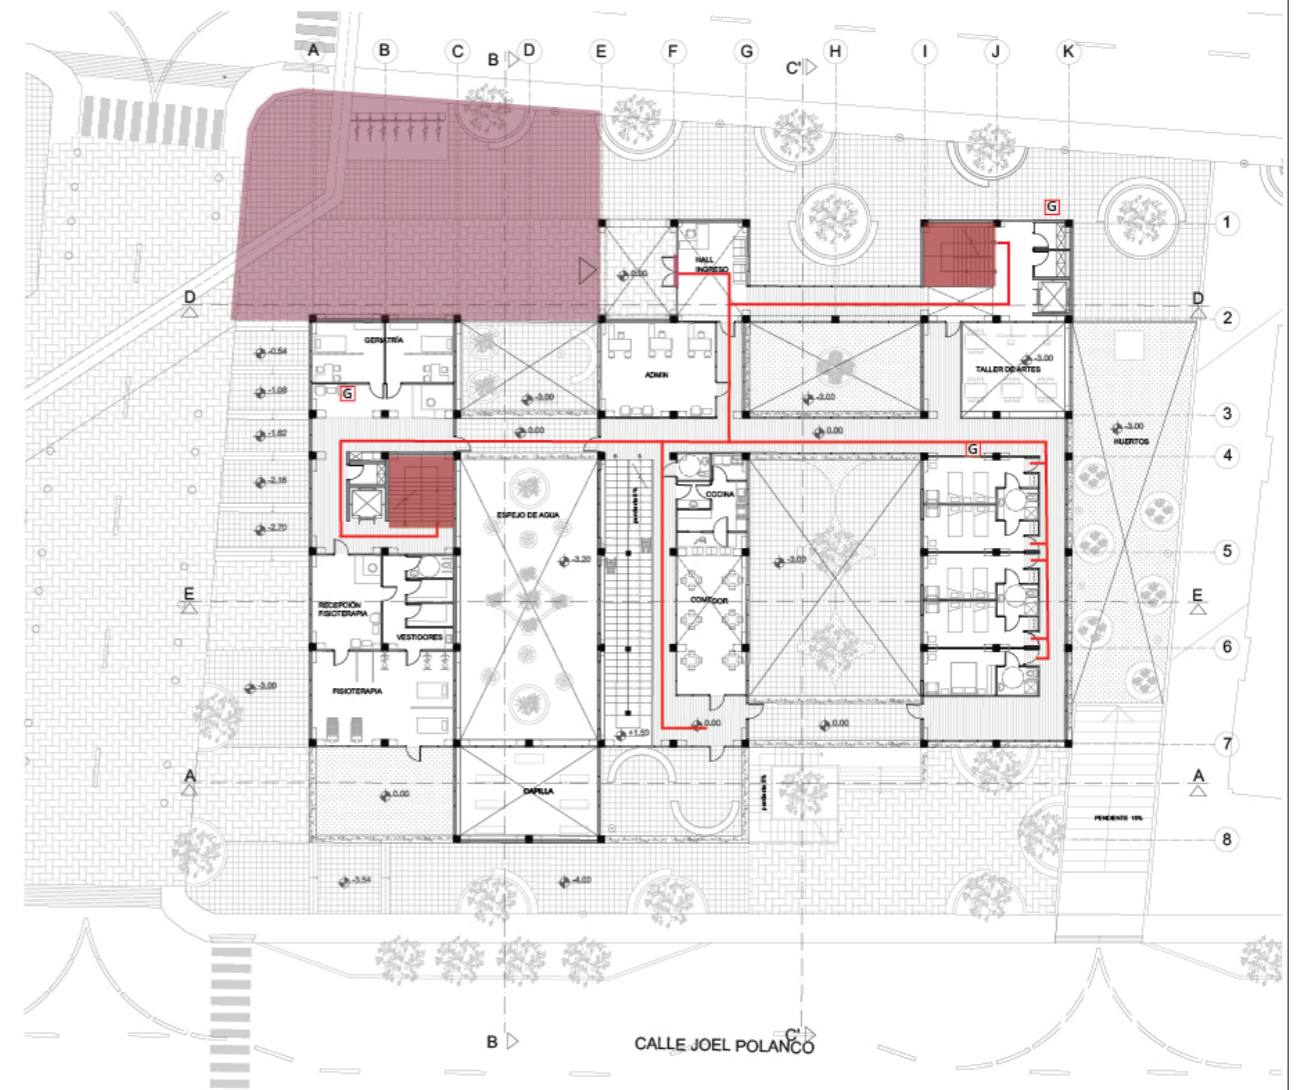 A B C B D E F G C' H I J K
G
1
HALL
INGRESO
0.00
D D
2
GERIATRÍA
-0.54
ADMIN
-3.00
TALLER DE ARTES
-1.08
G
-3.00
-3.00
3
-1.62
0.00
0.00
-3.00
HUERTOS
G
4
-2.16
COCINA
ESPEJO DE AGUA
-2.70
5
-3.20
-3.00
E E
RECEPCIÓN
FISIOTERAPIA
COMEDOR
VESTIDORES
6
-3.00
FISIOTERAPIA
0.00
0.00
+1.50
7
A A
CAPILLA
0.00
PENDIENTE 15%
8
-3.54
-4.00
B
C'
CALLE JOEL POLANCO